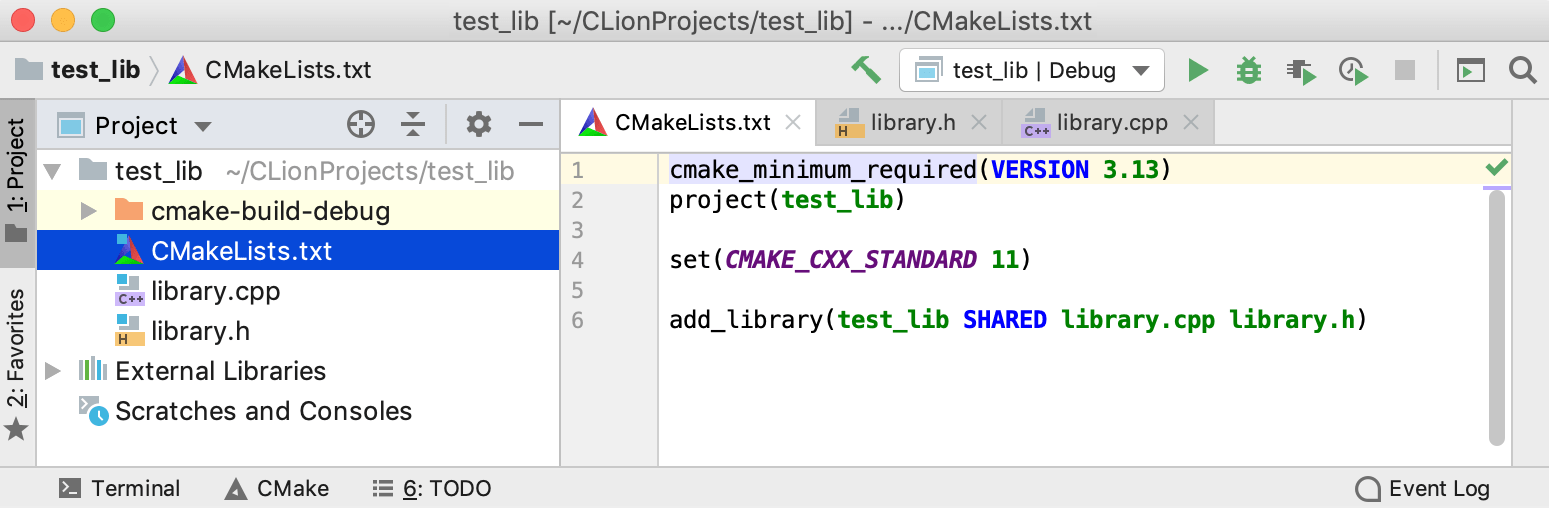 test_lib [~/CLionProjects/test_lib] - .../CMakeLists.txt
test_lib CMakeLists.txt test_lib | Debug
1: Project
2: Favorites
Project
test_lib ~/CLionProjects/test_lib
cmake-build-debug
CMakeLists.txt
C++ library.cpp
H library.h
External Libraries
Scratches and Consoles
CMakeLists.txt H library.h C++ library.cpp
1 cmake_minimum_required(VERSION 3.13)
2 project(test_lib)
3
4 set(CMAKE_CXX_STANDARD 11)
5
6 add_library(test_lib SHARED library.cpp library.h)
Terminal CMake 6: TODO Event Log